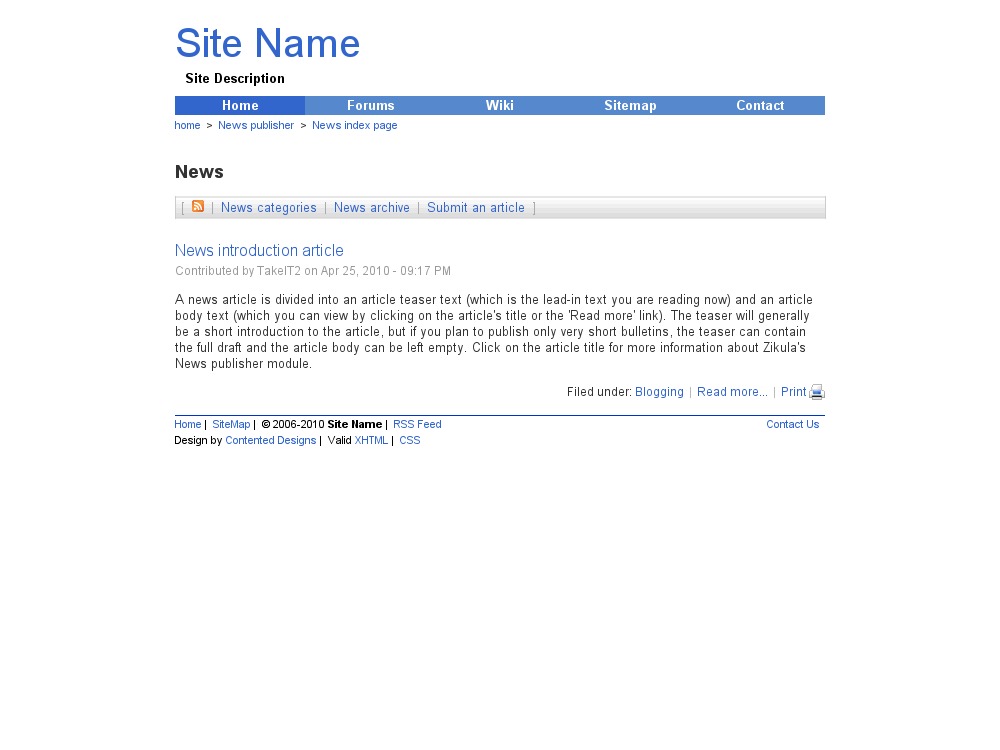 Site Name
Site Description
Home Forums Wiki Sitemap Contact
home > News publisher > News index page
News
[ | News categories | News archive | Submit an article ]
News introduction article
Contributed by TakeIT2 on Apr 25, 2010 - 09:17 PM
A news article is divided into an article teaser text (which is the lead-in text you are reading now) and an article
body text (which you can view by clicking on the article's title or the 'Read more' link). The teaser will generally
be a short introduction to the article, but if you plan to publish only very short bulletins, the teaser can contain
the full draft and the article body can be left empty. Click on the article title for more information about Zikula's
News publisher module.
Filed under: Blogging | Read more... | Print
Home | SiteMap | © 2006-2010 Site Name | RSS Feed Contact Us
Design by Contented Designs | Valid XHTML | CSS